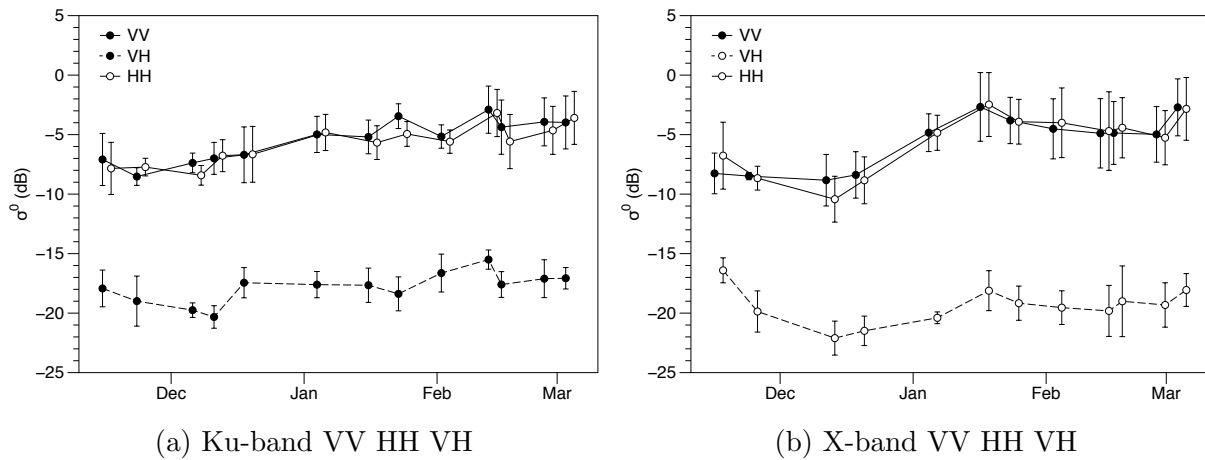 5
0
−5
−10
−15
−20
−25
σ⁰ (dB)
VV
VH
HH
Dec Jan Feb Mar
(a) Ku-band VV HH VH
5
0
−5
−10
−15
−20
−25
σ⁰ (dB)
VV
VH
HH
Dec Jan Feb Mar
(b) X-band VV HH VH